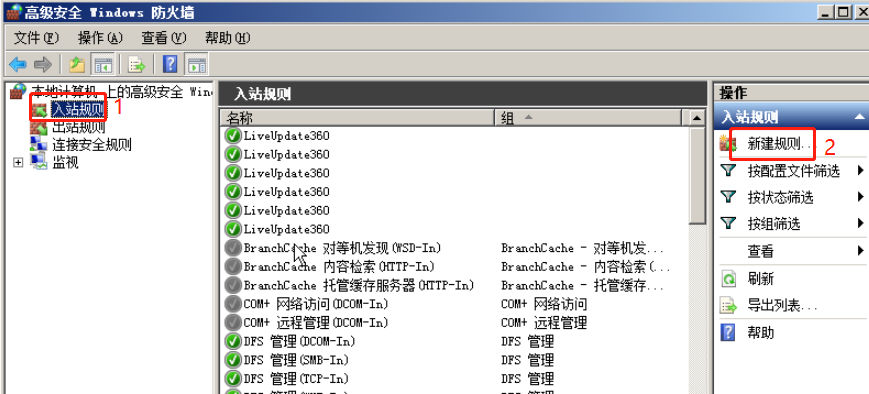 高级安全 Windows 防火墙
文件(F) 操作(A) 查看(V) 帮助(H)
本地计算机 上的高级安全 Win
入站规则 1
出站规则
连接安全规则
监视
入站规则
名称 组
LiveUpdate360
LiveUpdate360
LiveUpdate360
LiveUpdate360
LiveUpdate360
LiveUpdate360
BranchCache 对等机发现(WSD-In) BranchCache - 对等机发...
BranchCache 内容检索(HTTP-In) BranchCache - 内容检索(...
BranchCache 托管缓存服务器(HTTP-In) BranchCache - 托管缓存...
COM+ 网络访问(DCOM-In) COM+ 网络访问
COM+ 远程管理(DCOM-In) COM+ 远程管理
DFS 管理(DCOM-In) DFS 管理
DFS 管理(SMB-In) DFS 管理
DFS 管理(TCP-In) DFS 管理
操作
入站规则
新建规则... 2
按配置文件筛选
按状态筛选
按组筛选
查看
刷新
导出列表...
帮助